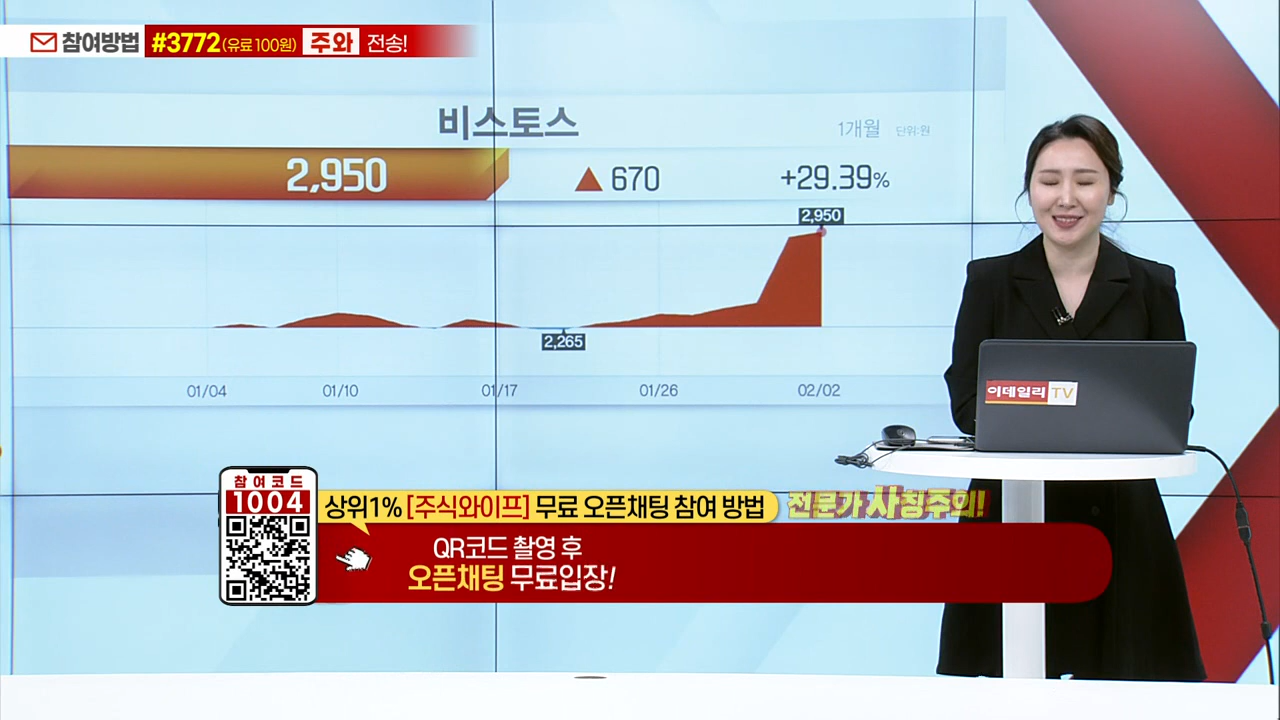 참여방법 #3772(유료 100원) 주와 전송!
비스토스
1개월 단위:원
2,950 ▲ 670 +29.39%
2,950
2,265
01/04 01/10 01/17 01/26 02/02
이데일리 TV
참여코드
1004
상위1% [주식와이프] 무료 오픈채팅 참여 방법 전문가 사칭주의!
QR코드 촬영 후
오픈채팅 무료입장!